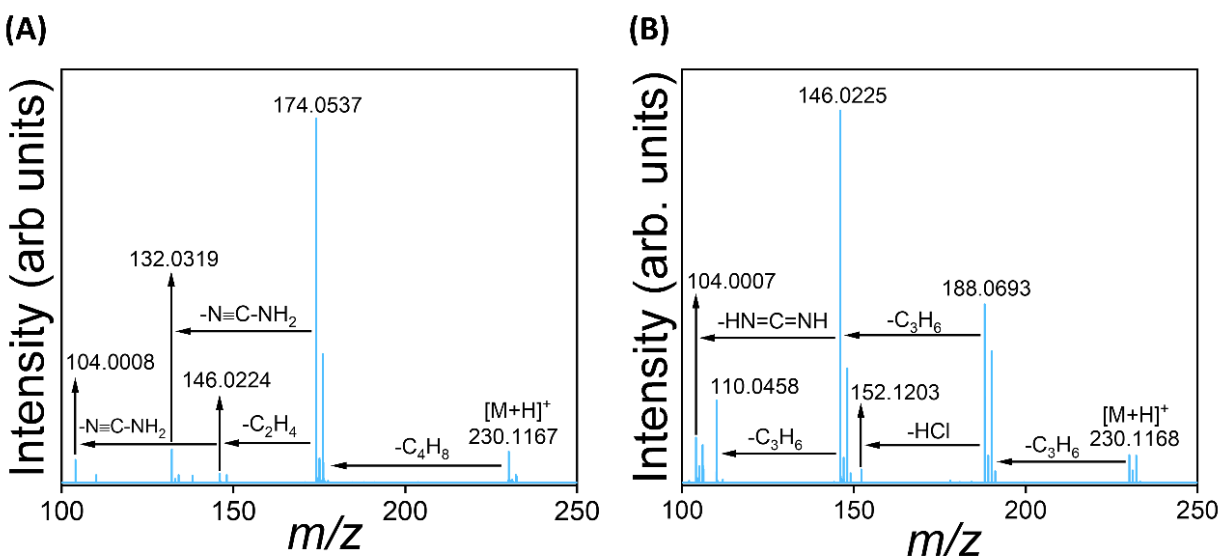 (A)
Intensity (arb units)
174.0537
132.0319
-N≡C-NH₂
104.0008
146.0224
-N≡C-NH₂
-C₂H₄
-C₄H₈
[M+H]⁺
230.1167
100 150 200 250
m/z
(B)
Intensity (arb. units)
146.0225
104.0007
188.0693
-HN=C=NH
-C₃H₆
110.0458
152.1203
-C₃H₆
-HCl
-C₃H₆
[M+H]⁺
230.1168
100 150 200 250
m/z